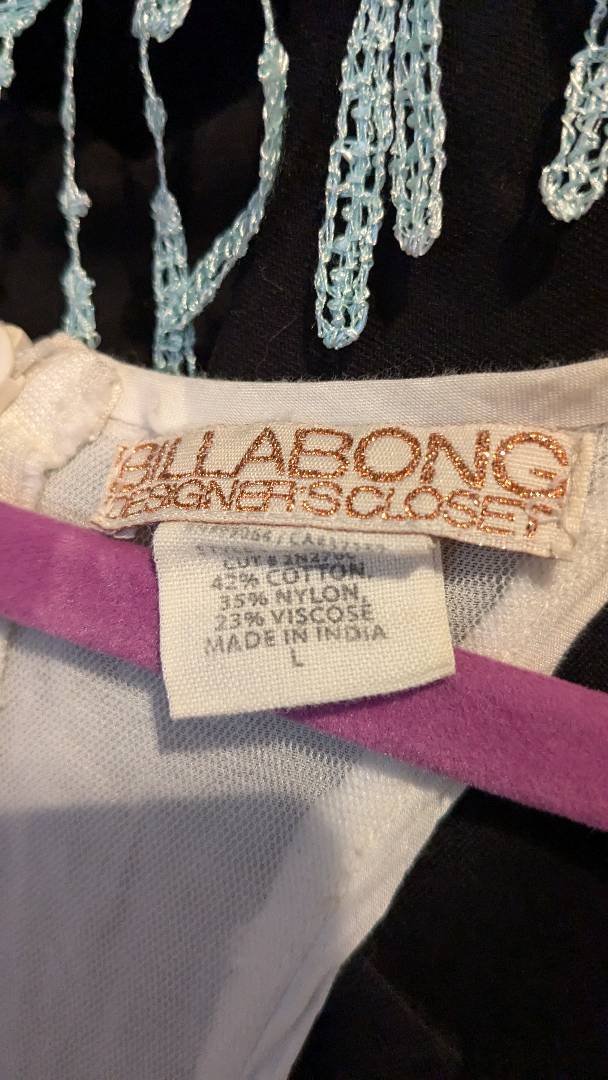 BILLABONG
DESIGNER'S CLOSET
42% COTTON,
35% NYLON,
23% VISCOSE
MADE IN INDIA
L